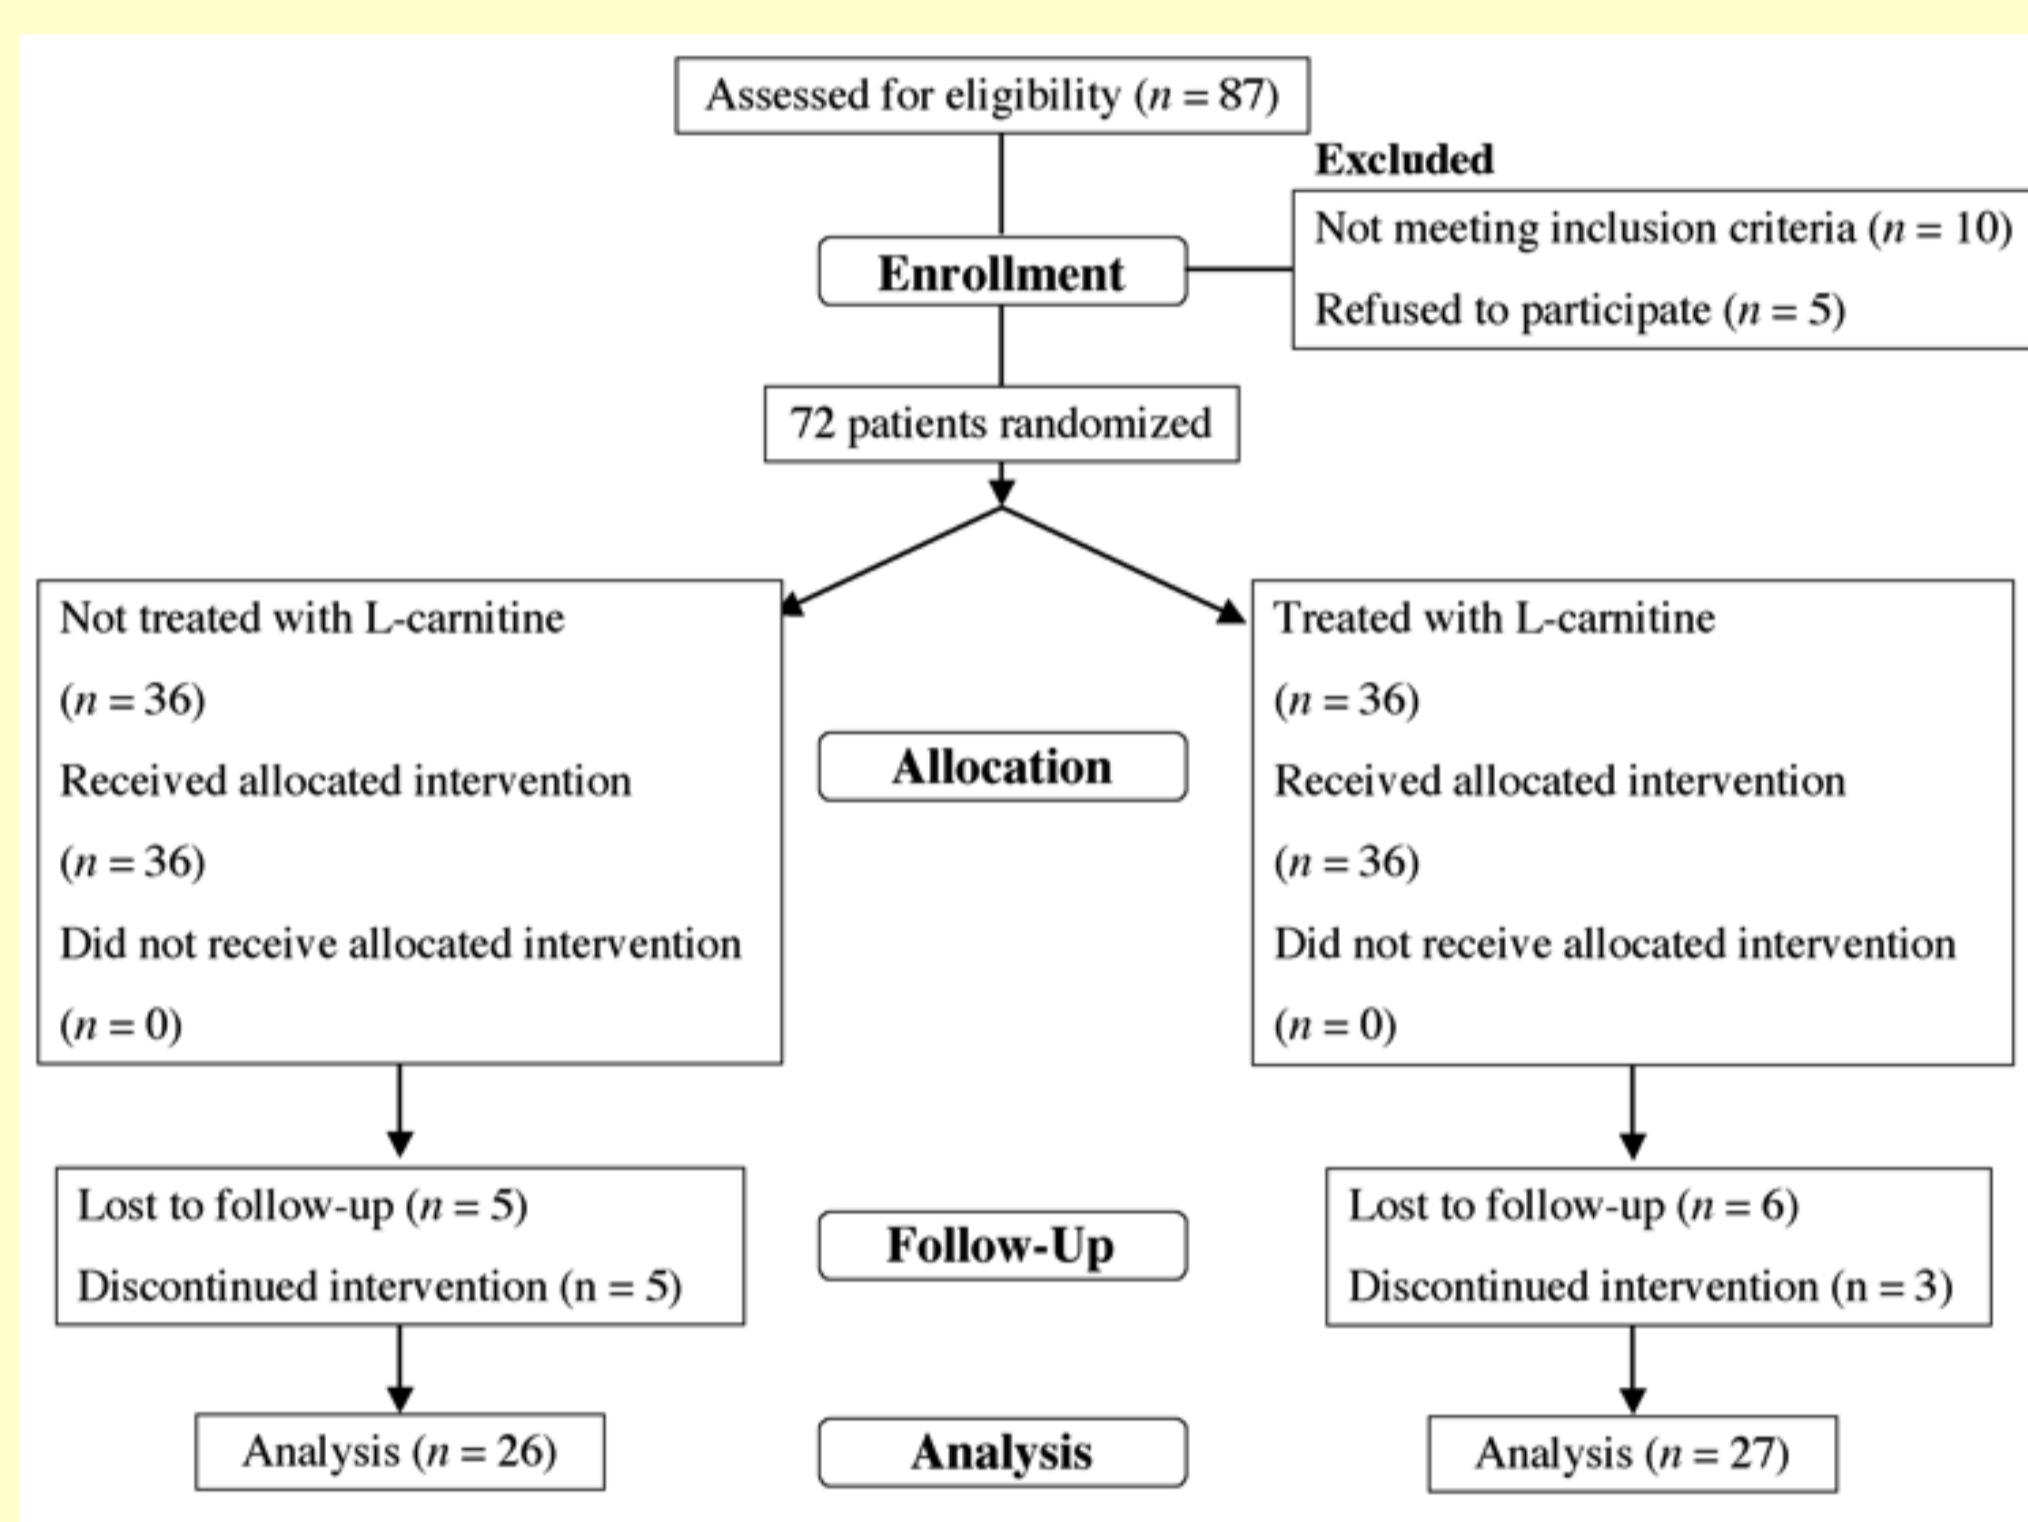 Assessed for eligibility (n = 87)
Excluded
Not meeting inclusion criteria (n = 10)
Refused to participate (n = 5)
Enrollment
72 patients randomized
Not treated with L-carnitine
(n = 36)
Received allocated intervention
(n = 36)
Did not receive allocated intervention
(n = 0)
Allocation
Treated with L-carnitine
(n = 36)
Received allocated intervention
(n = 36)
Did not receive allocated intervention
(n = 0)
Lost to follow-up (n = 5)
Discontinued intervention (n = 5)
Follow-Up
Lost to follow-up (n = 6)
Discontinued intervention (n = 3)
Analysis (n = 26)
Analysis
Analysis (n = 27)